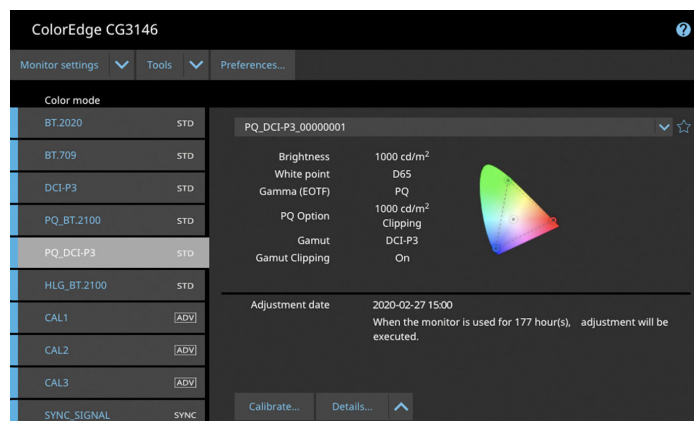 ColorEdge CG3146
?
Monitor settings Tools Preferences...
Color mode
BT.2020 STD
BT.709 STD
DCI-P3 STD
PQ_BT.2100 STD
PQ_DCI-P3 STD
HLG_BT.2100 STD
CAL1 ADV
CAL2 ADV
CAL3 ADV
SYNC_SIGNAL SYNC
PQ_DCI-P3_00000001
Brightness 1000 cd/m²
White point D65
Gamma (EOTF) PQ
PQ Option 1000 cd/m²
Clipping
Gamut DCI-P3
Gamut Clipping On
Adjustment date 2020-02-27 15:00
When the monitor is used for 177 hour(s), adjustment will be
executed.
Calibrate... Details...